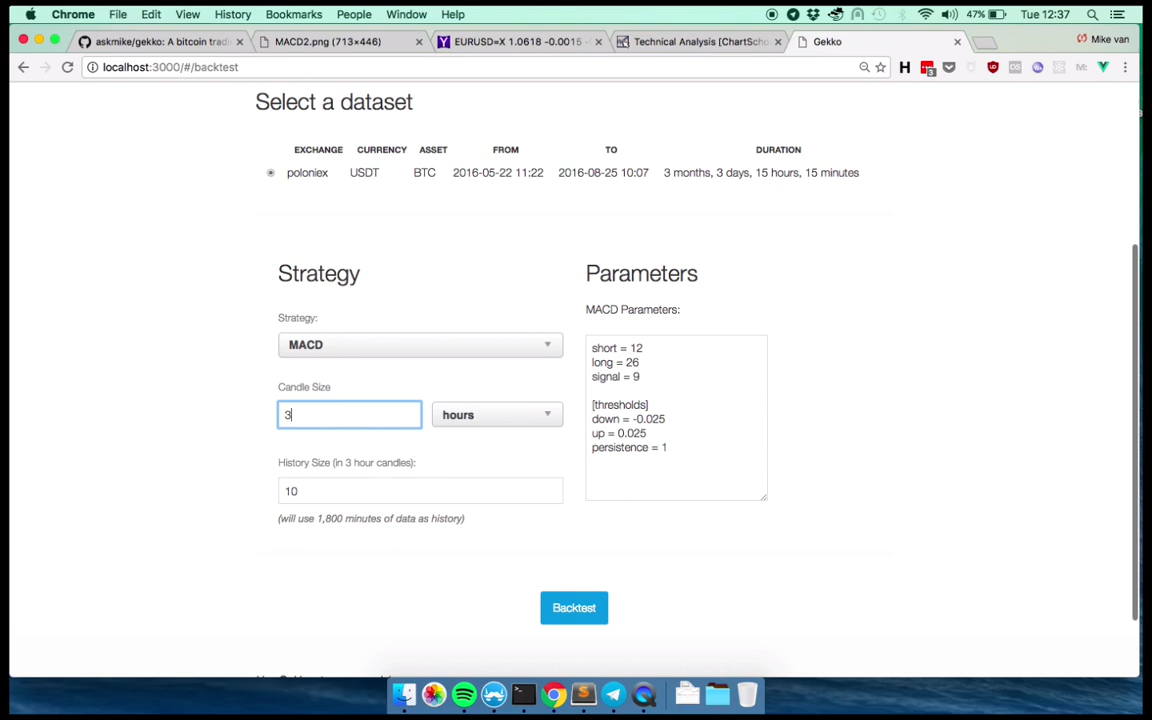 Chrome File Edit View History Bookmarks People Window Help 47% Tue 12:37
askmike/gekko: A bitcoin tradi
MACD2.png (713×446)
EURUSD=X 1.0618 -0.0015 -
Technical Analysis [ChartScho
Gekko
Mike van
localhost:3000/#/backtest
Select a dataset
EXCHANGE CURRENCY ASSET FROM TO DURATION
poloniex USDT BTC 2016-05-22 11:22 2016-08-25 10:07 3 months, 3 days, 15 hours, 15 minutes
Strategy
Strategy:
MACD
Candle Size
3 hours
History Size (in 3 hour candles):
10
(will use 1,800 minutes of data as history)
Parameters
MACD Parameters:
short = 12
long = 26
signal = 9
[thresholds]
down = -0.025
up = 0.025
persistence = 1
Backtest